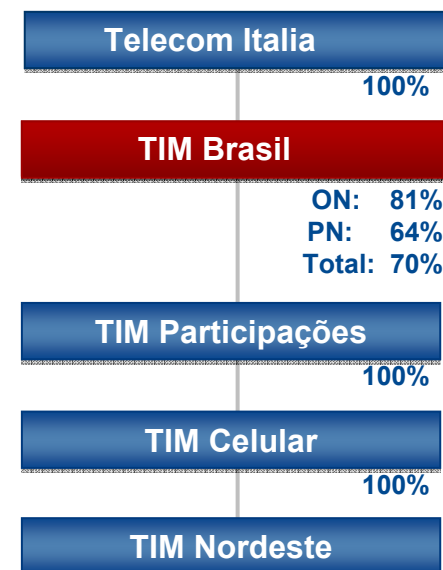 Telecom Italia
100%
TIM Brasil
ON: 81%
PN: 64%
Total: 70%
TIM Participações
100%
TIM Celular
100%
TIM Nordeste